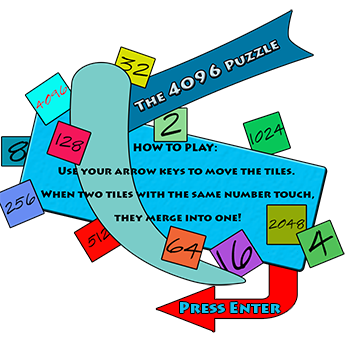 32
THE 4096 PUZZLE
4096
2
1024
8
128
HOW TO PLAY:
USE YOUR ARROW KEYS TO MOVE THE TILES.
WHEN TWO TILES WITH THE SAME NUMBER TOUCH,
THEY MERGE INTO ONE!
256
512
64
16
2048
4
PRESS ENTER